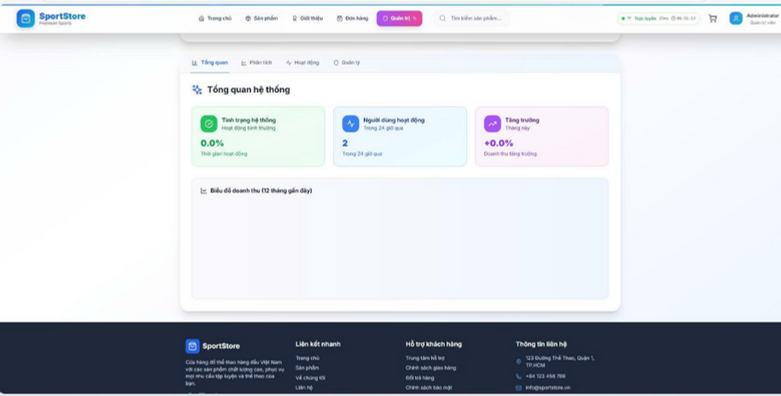 SportStore
Premium Sports
Trang chủ
Sản phẩm
Giới thiệu
Đơn hàng
Quản trị
Tìm kiếm sản phẩm...
Trực tuyến
Administrator
Quản trị viên
Tổng quan
Phân tích
Hoạt động
Quản lý
Tổng quan hệ thống
Tình trạng hệ thống
Hoạt động bình thường
0.0%
Thời gian hoạt động
Người dùng hoạt động
Trong 24 giờ qua
2
Trong 24 giờ qua
Tăng trưởng
Tháng này
+0.0%
Doanh thu tăng trưởng
Biểu đồ doanh thu (12 tháng gần đây)
SportStore
Cửa hàng đồ thể thao hàng đầu Việt Nam
với các sản phẩm chất lượng cao, phục vụ
mọi nhu cầu tập luyện và thể thao của
bạn.
Liên kết nhanh
Trang chủ
Sản phẩm
Về chúng tôi
Liên hệ
Hỗ trợ khách hàng
Trung tâm hỗ trợ
Chính sách giao hàng
Đổi trả hàng
Chính sách bảo mật
Thông tin liên hệ
123 Đường Thể Thao, Quận 1,
TP.HCM
+84 123 456 789
info@sportstore.vn